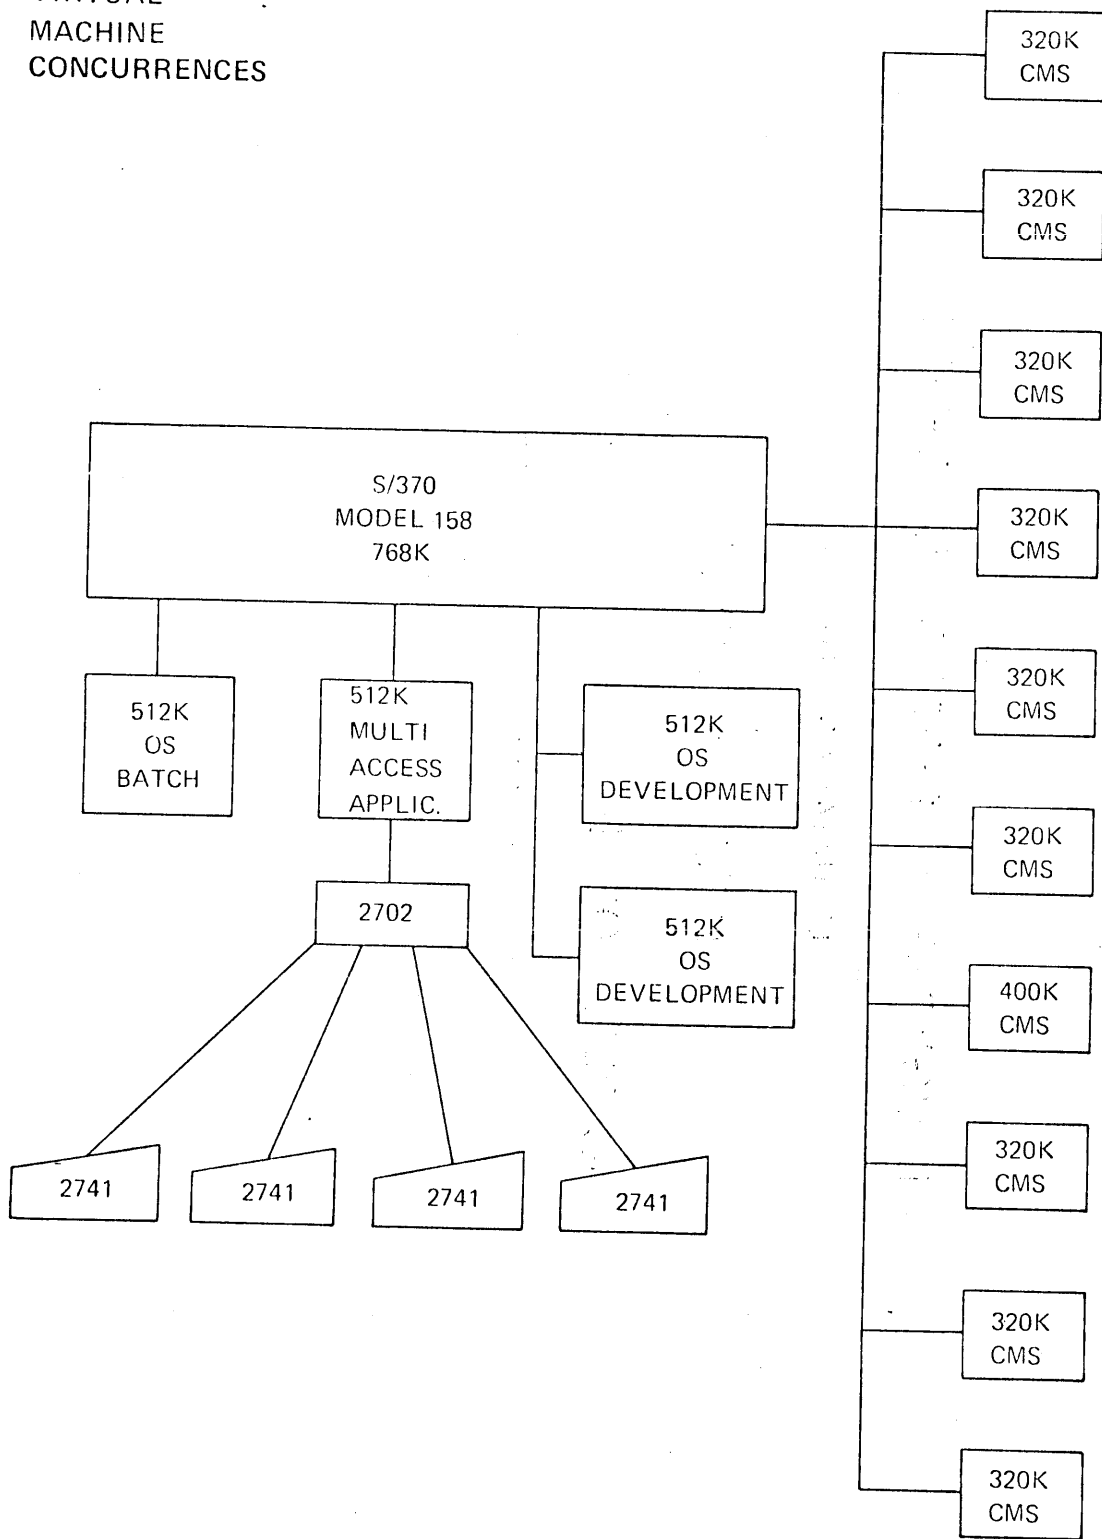 VIRTUAL
MACHINE
CONCURRENCES
320K
CMS
320K
CMS
320K
CMS
S/370
MODEL 158
768K
320K
CMS
320K
CMS
512K
OS
BATCH
512K
MULTI
ACCESS
APPLIC.
512K
OS
DEVELOPMENT
320K
CMS
2702
512K
OS
DEVELOPMENT
400K
CMS
320K
CMS
2741
2741
2741
2741
320K
CMS
320K
CMS